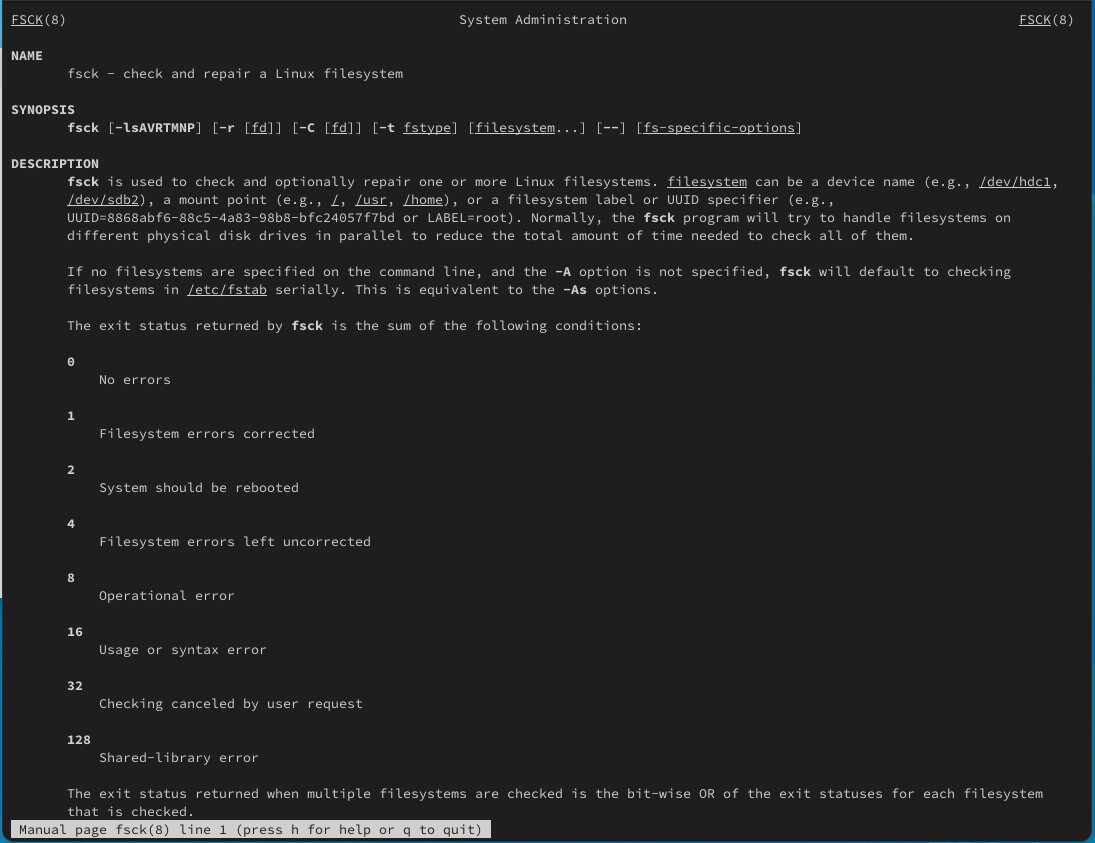 FSCK(8) System Administration FSCK(8)
NAME
fsck - check and repair a Linux filesystem
SYNOPSIS
fsck [-lsAVRTMNP] [-r [fd]] [-C [fd]] [-t fstype] [filesystem...] [--] [fs-specific-options]
DESCRIPTION
fsck is used to check and optionally repair one or more Linux filesystems. filesystem can be a device name (e.g., /dev/hdc1,
/dev/sdb2), a mount point (e.g., /, /usr, /home), or a filesystem label or UUID specifier (e.g.,
UUID=8868abf6-88c5-4a83-98b8-bfc24057f7bd or LABEL=root). Normally, the fsck program will try to handle filesystems on
different physical disk drives in parallel to reduce the total amount of time needed to check all of them.
If no filesystems are specified on the command line, and the -A option is not specified, fsck will default to checking
filesystems in /etc/fstab serially. This is equivalent to the -As options.
The exit status returned by fsck is the sum of the following conditions:
0
No errors
1
Filesystem errors corrected
2
System should be rebooted
4
Filesystem errors left uncorrected
8
Operational error
16
Usage or syntax error
32
Checking canceled by user request
128
Shared-library error
The exit status returned when multiple filesystems are checked is the bit-wise OR of the exit statuses for each filesystem
that is checked.
Manual page fsck(8) line 1 (press h for help or q to quit)